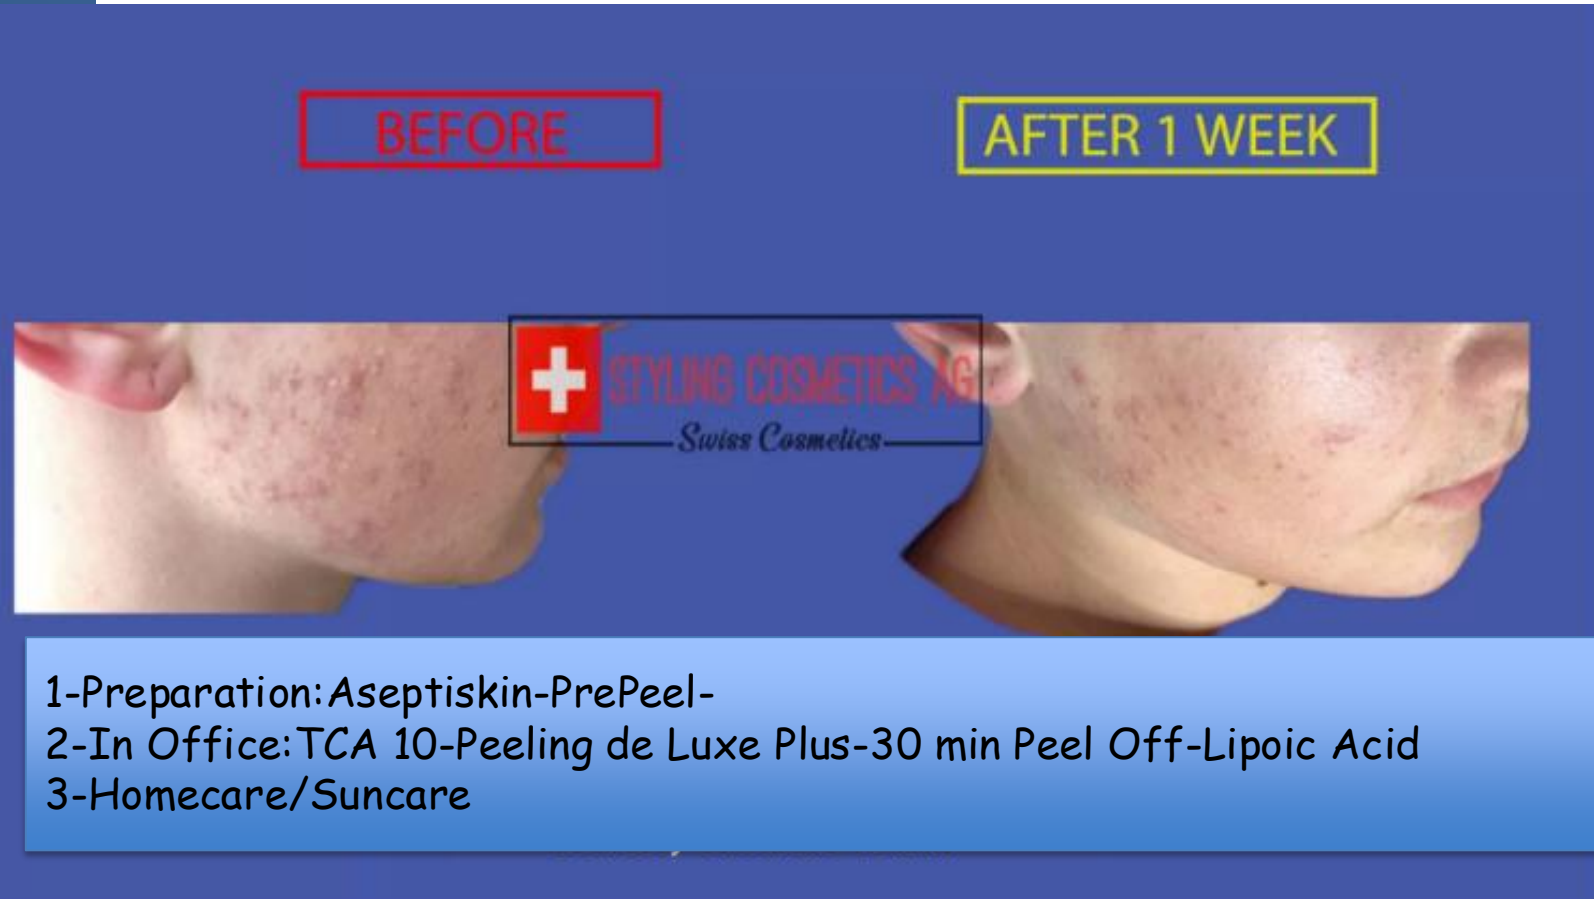 BEFORE
AFTER 1 WEEK
STYLING COSMETICS AG
Swiss Cosmetics
1-Preparation:Aseptiskin-PrePeel-
2-In Office:TCA 10-Peeling de Luxe Plus-30 min Peel Off-Lipoic Acid
3-Homecare/Suncare